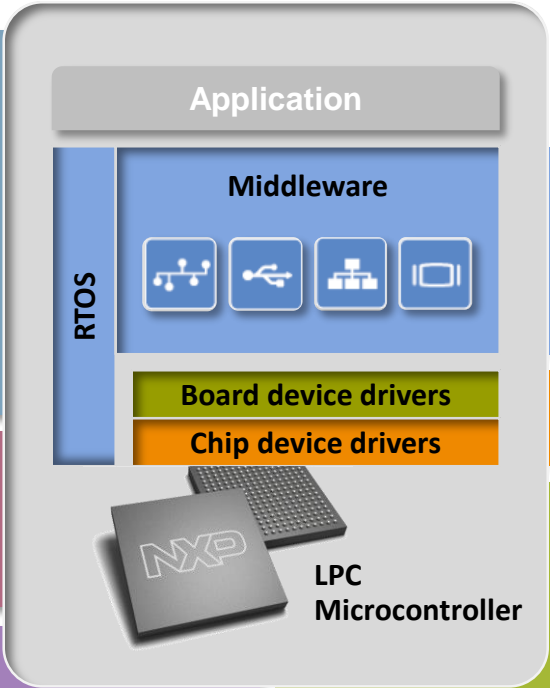 Application
Middleware
RTOS
Board device drivers
Chip device drivers
NXP
LPC
Microcontroller